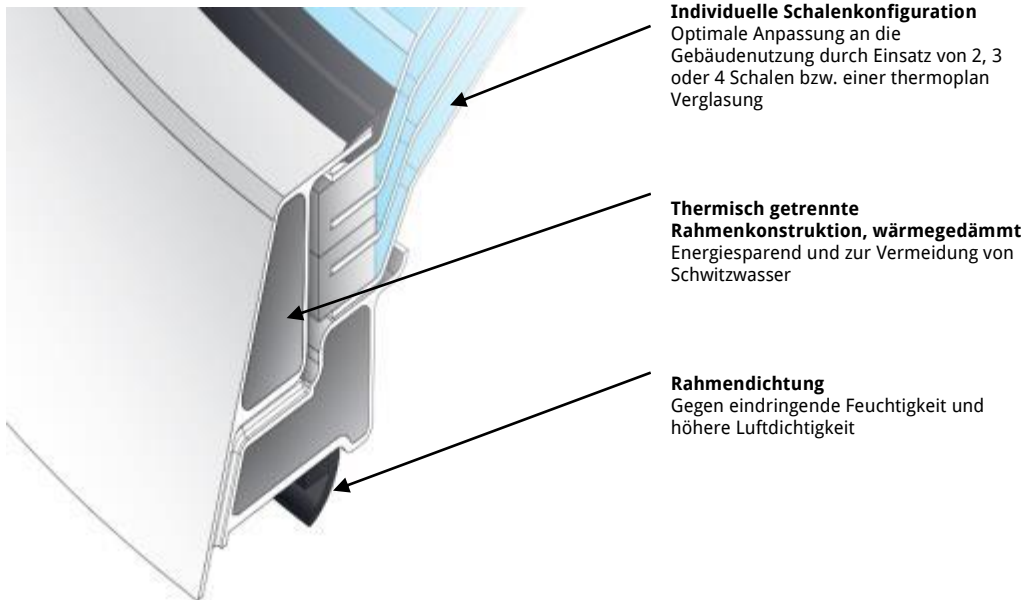 Individuelle Schalenkonfiguration
Optimale Anpassung an die
Gebäudenutzung durch Einsatz von 2, 3
oder 4 Schalen bzw. einer thermoplan
Verglasung
Thermisch getrennte
Rahmenkonstruktion, wärmegedämmt
Energiesparend und zur Vermeidung von
Schwitzwasser
Rahmendichtung
Gegen eindringende Feuchtigkeit und
höhere Luftdichtigkeit